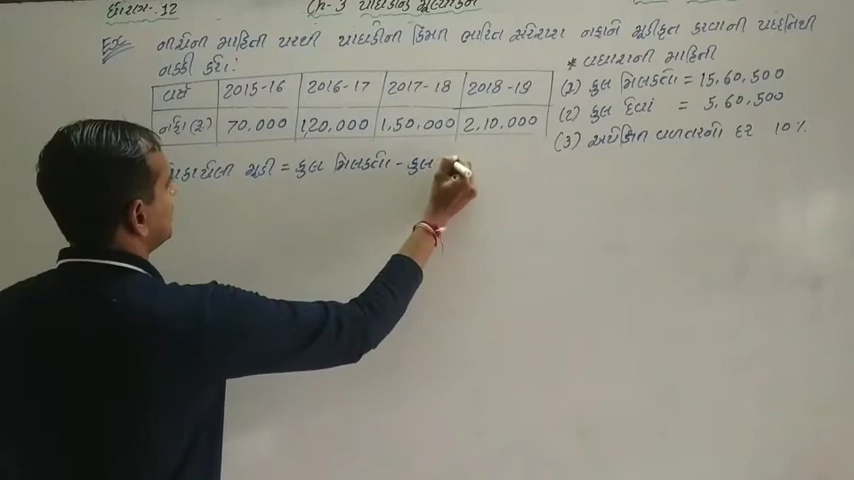 ધોરણ. 12
Ch-3 પાઘડીનું મૂલ્યાંકન
Ex નીચેની માહિતી પરથી પાઘડીની કિંમત ભારિત સરેરાશ નફાને મૂડીકૃત કરવાની પદ્ધતિથી
નક્કી કરો:
વર્ષ 2015-16 2016-17 2017-18 2018-19
નફો (રૂ.) 70,000 1,20,000 1,50,000 2,10,000
* વધારાની માહિતી
(1) કુલ મિલકતો = 15,60,500
(2) કુલ દેવાં = 5,60,500
(3) અપેક્ષિત વળતરનો દર 10%.
રોકાયેલી મૂડી = કુલ મિલકતો - કુલ